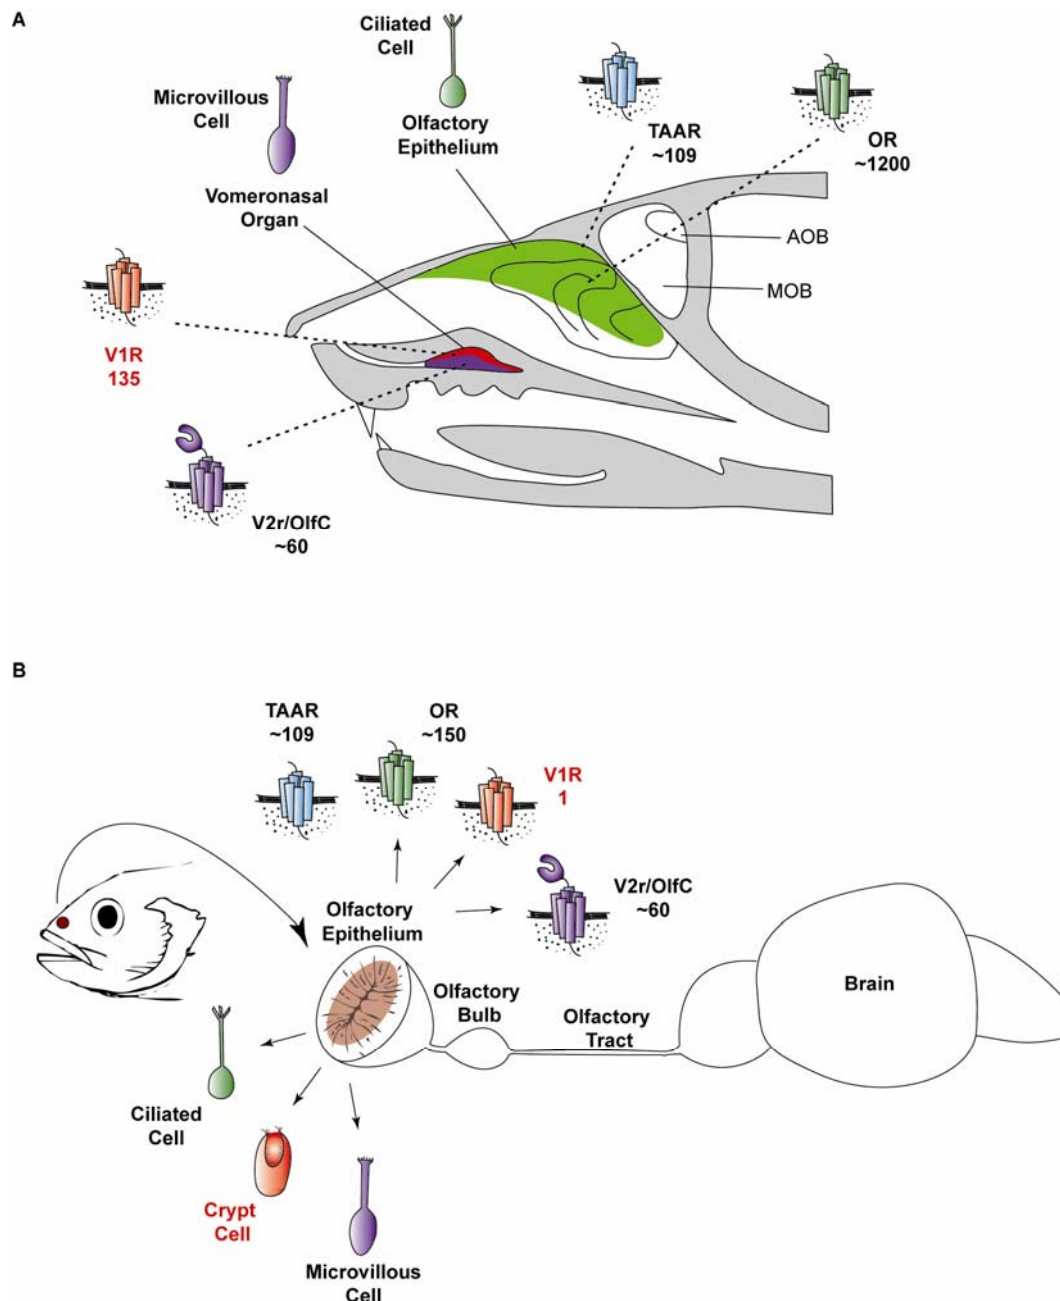 A
Ciliated
Cell
Microvillous
Cell
Olfactory
Epithelium
TAAR
~109
OR
~1200
Vomeronasal
Organ
AOB
MOB
V1R
135
V2r/OlfC
~60
B
TAAR
~109
OR
~150
V1R
1
V2r/OlfC
~60
Olfactory
Epithelium
Olfactory
Bulb
Olfactory
Tract
Brain
Ciliated
Cell
Crypt
Cell
Microvillous
Cell